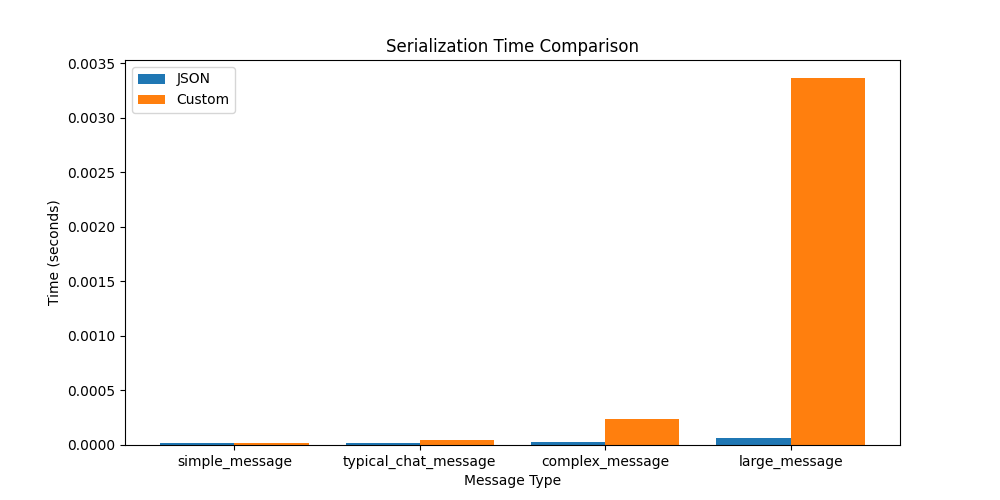 Serialization Time Comparison
JSON
Custom
Time (seconds)
0.0035
0.0030
0.0025
0.0020
0.0015
0.0010
0.0005
0.0000
simple_message typical_chat_message complex_message large_message
Message Type